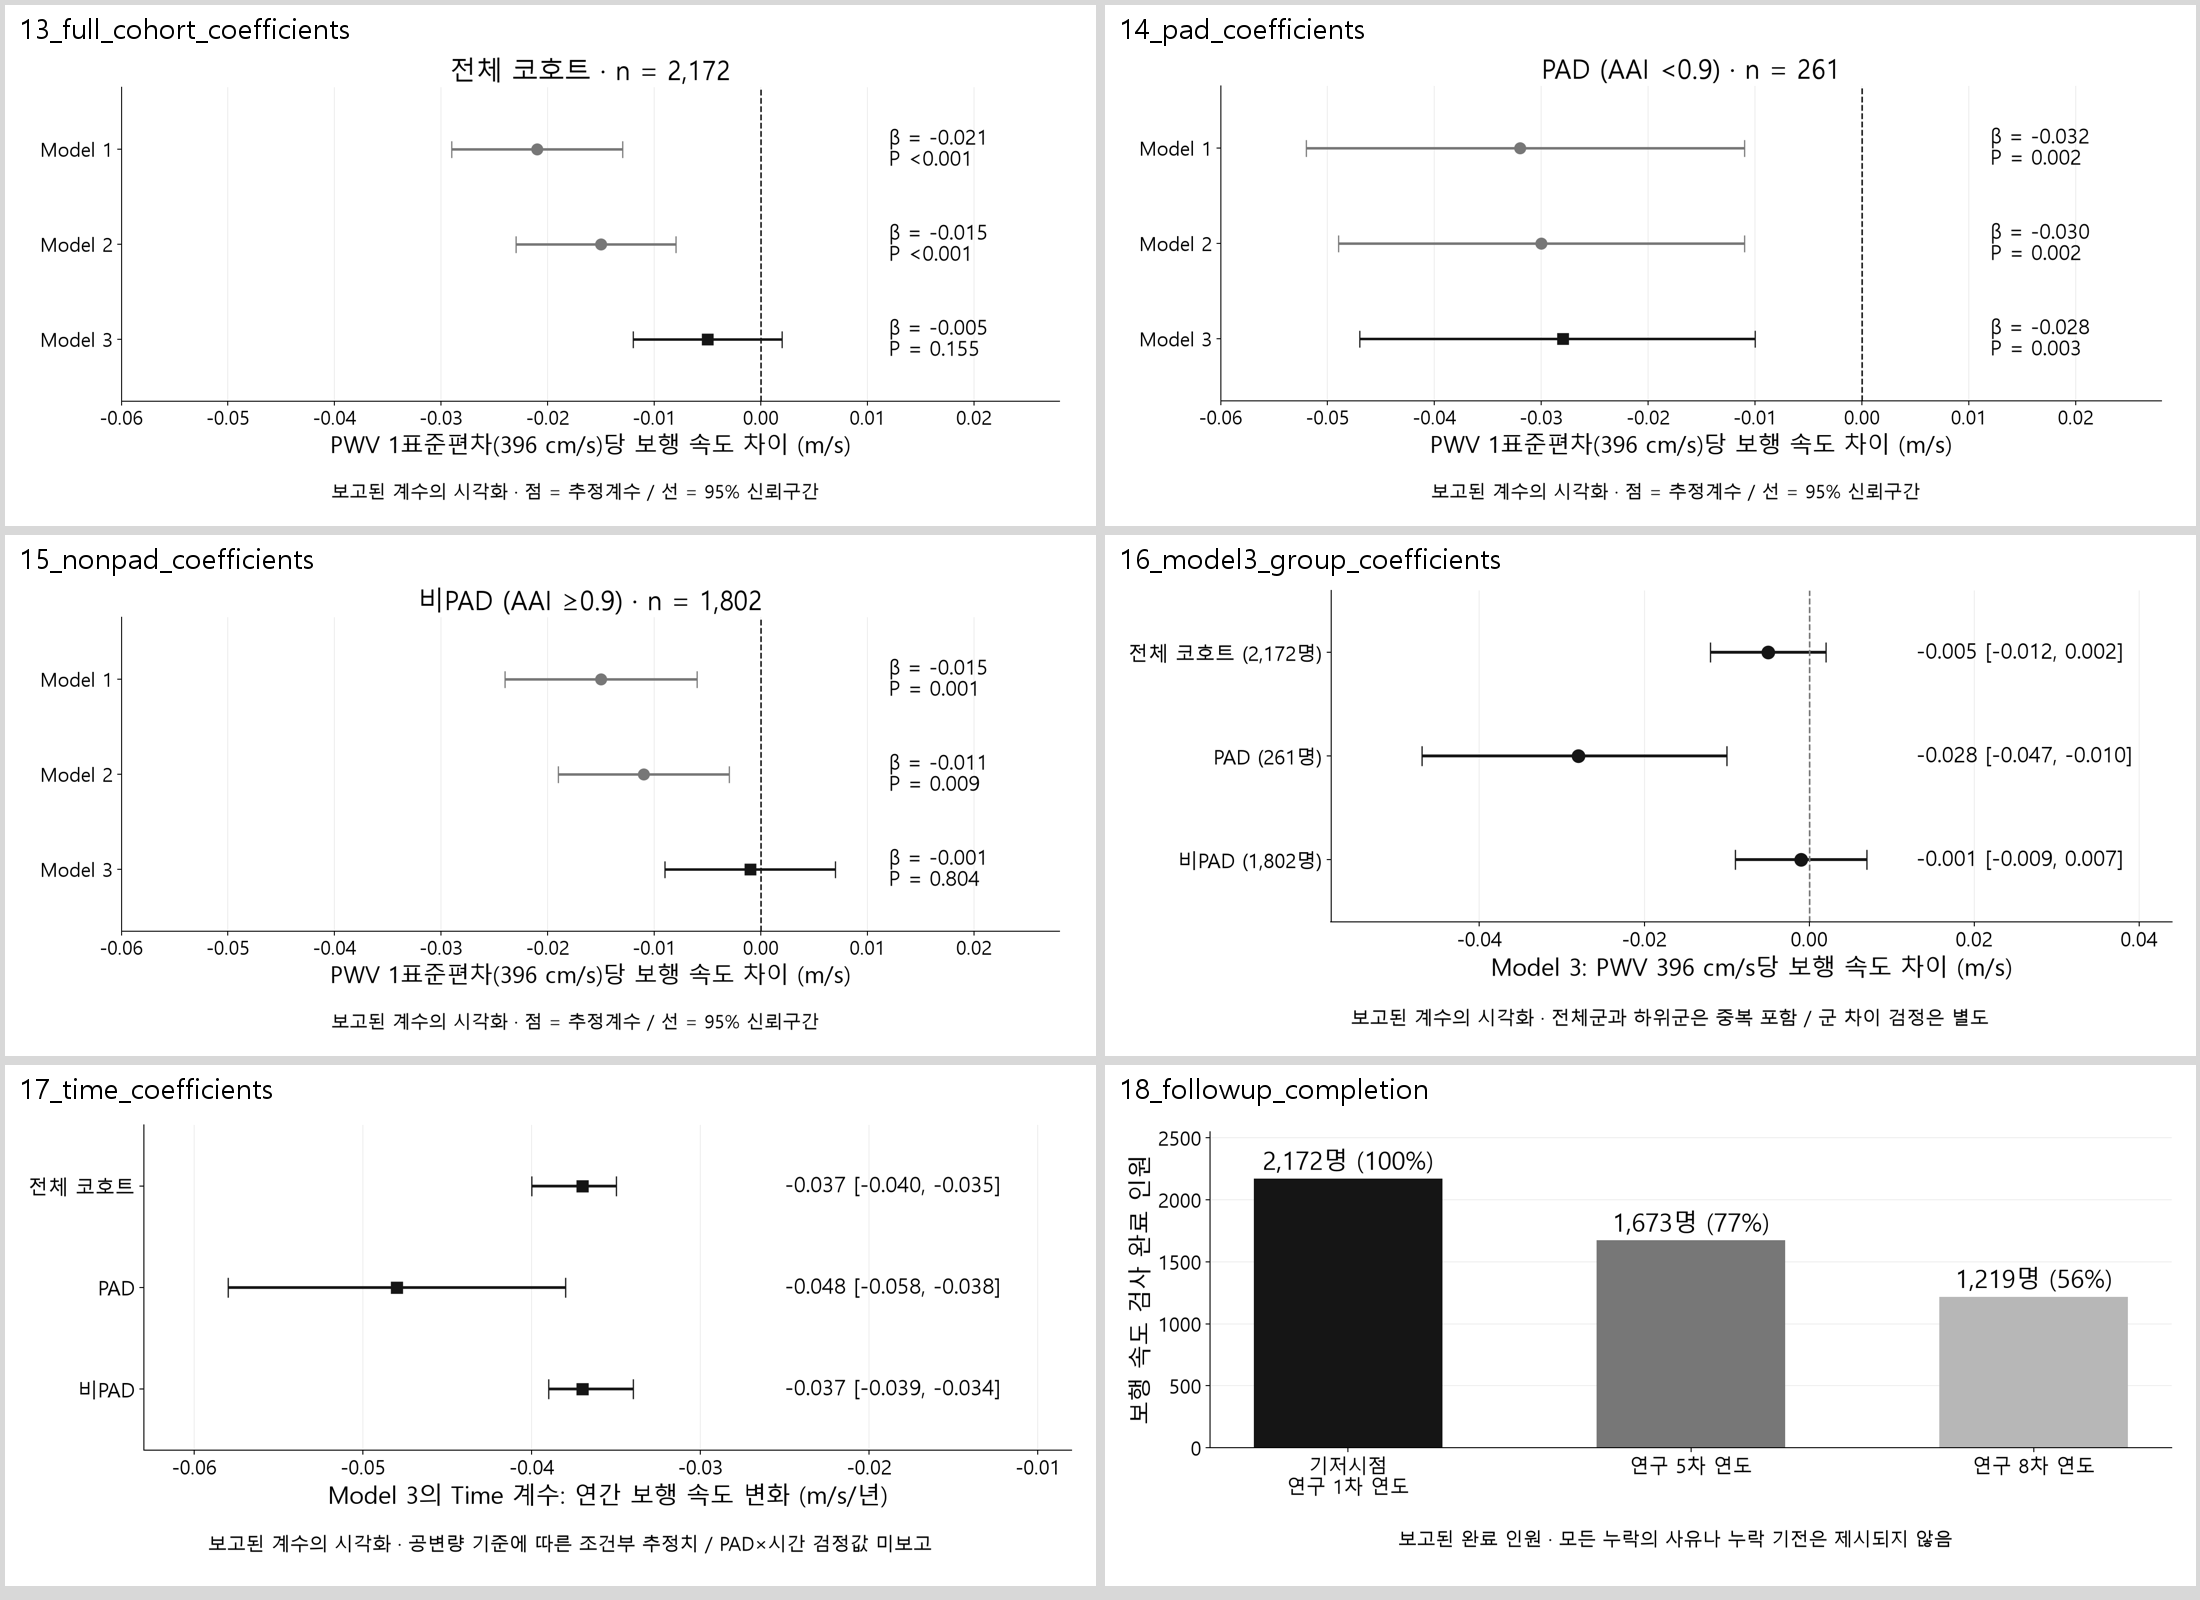 13_full_cohort_coefficients
전체 코호트 · n = 2,172
Model 1
β = -0.021
P <0.001
Model 2
β = -0.015
P <0.001
Model 3
β = -0.005
P = 0.155
-0.06 -0.05 -0.04 -0.03 -0.02 -0.01 0.00 0.01 0.02
PWV 1표준편차(396 cm/s)당 보행 속도 차이 (m/s)
보고된 계수의 시각화 · 점 = 추정계수 / 선 = 95% 신뢰구간
14_pad_coefficients
PAD (AAI <0.9) · n = 261
Model 1
β = -0.032
P = 0.002
Model 2
β = -0.030
P = 0.002
Model 3
β = -0.028
P = 0.003
-0.06 -0.05 -0.04 -0.03 -0.02 -0.01 0.00 0.01 0.02
PWV 1표준편차(396 cm/s)당 보행 속도 차이 (m/s)
보고된 계수의 시각화 · 점 = 추정계수 / 선 = 95% 신뢰구간
15_nonpad_coefficients
비PAD (AAI ≥0.9) · n = 1,802
Model 1
β = -0.015
P = 0.001
Model 2
β = -0.011
P = 0.009
Model 3
β = -0.001
P = 0.804
-0.06 -0.05 -0.04 -0.03 -0.02 -0.01 0.00 0.01 0.02
PWV 1표준편차(396 cm/s)당 보행 속도 차이 (m/s)
보고된 계수의 시각화 · 점 = 추정계수 / 선 = 95% 신뢰구간
16_model3_group_coefficients
전체 코호트 (2,172명) -0.005 [-0.012, 0.002]
PAD (261명) -0.028 [-0.047, -0.010]
비PAD (1,802명) -0.001 [-0.009, 0.007]
-0.04 -0.02 0.00 0.02 0.04
Model 3: PWV 396 cm/s당 보행 속도 차이 (m/s)
보고된 계수의 시각화 · 전체군과 하위군은 중복 포함 / 군 차이 검정은 별도
17_time_coefficients
전체 코호트 -0.037 [-0.040, -0.035]
PAD -0.048 [-0.058, -0.038]
비PAD -0.037 [-0.039, -0.034]
-0.06 -0.05 -0.04 -0.03 -0.02 -0.01
Model 3의 Time 계수: 연간 보행 속도 변화 (m/s/년)
보고된 계수의 시각화 · 공변량 기준에 따른 조건부 추정치 / PAD×시간 검정값 미보고
18_followup_completion
보행 속도 검사 완료 인원
2500
2000
1500
1000
500
0
2,172명 (100%)
1,673명 (77%)
1,219명 (56%)
기저시점
연구 1차 연도
연구 5차 연도
연구 8차 연도
보고된 완료 인원 · 모든 누락의 사유나 누락 기전은 제시되지 않음